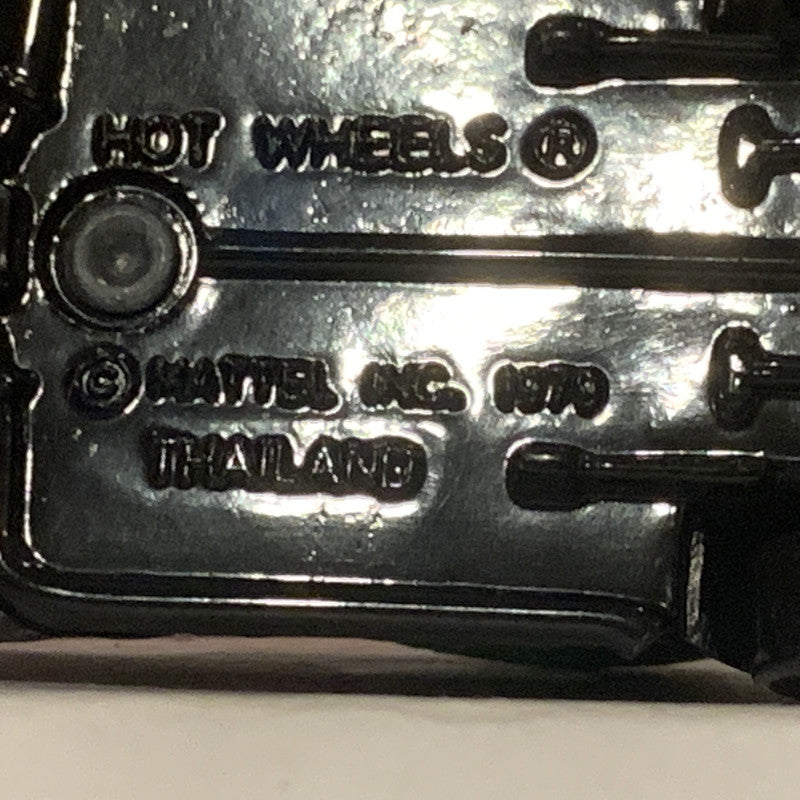 HOT WHEELS ®
© MATTEL INC. 1979
THAILAND